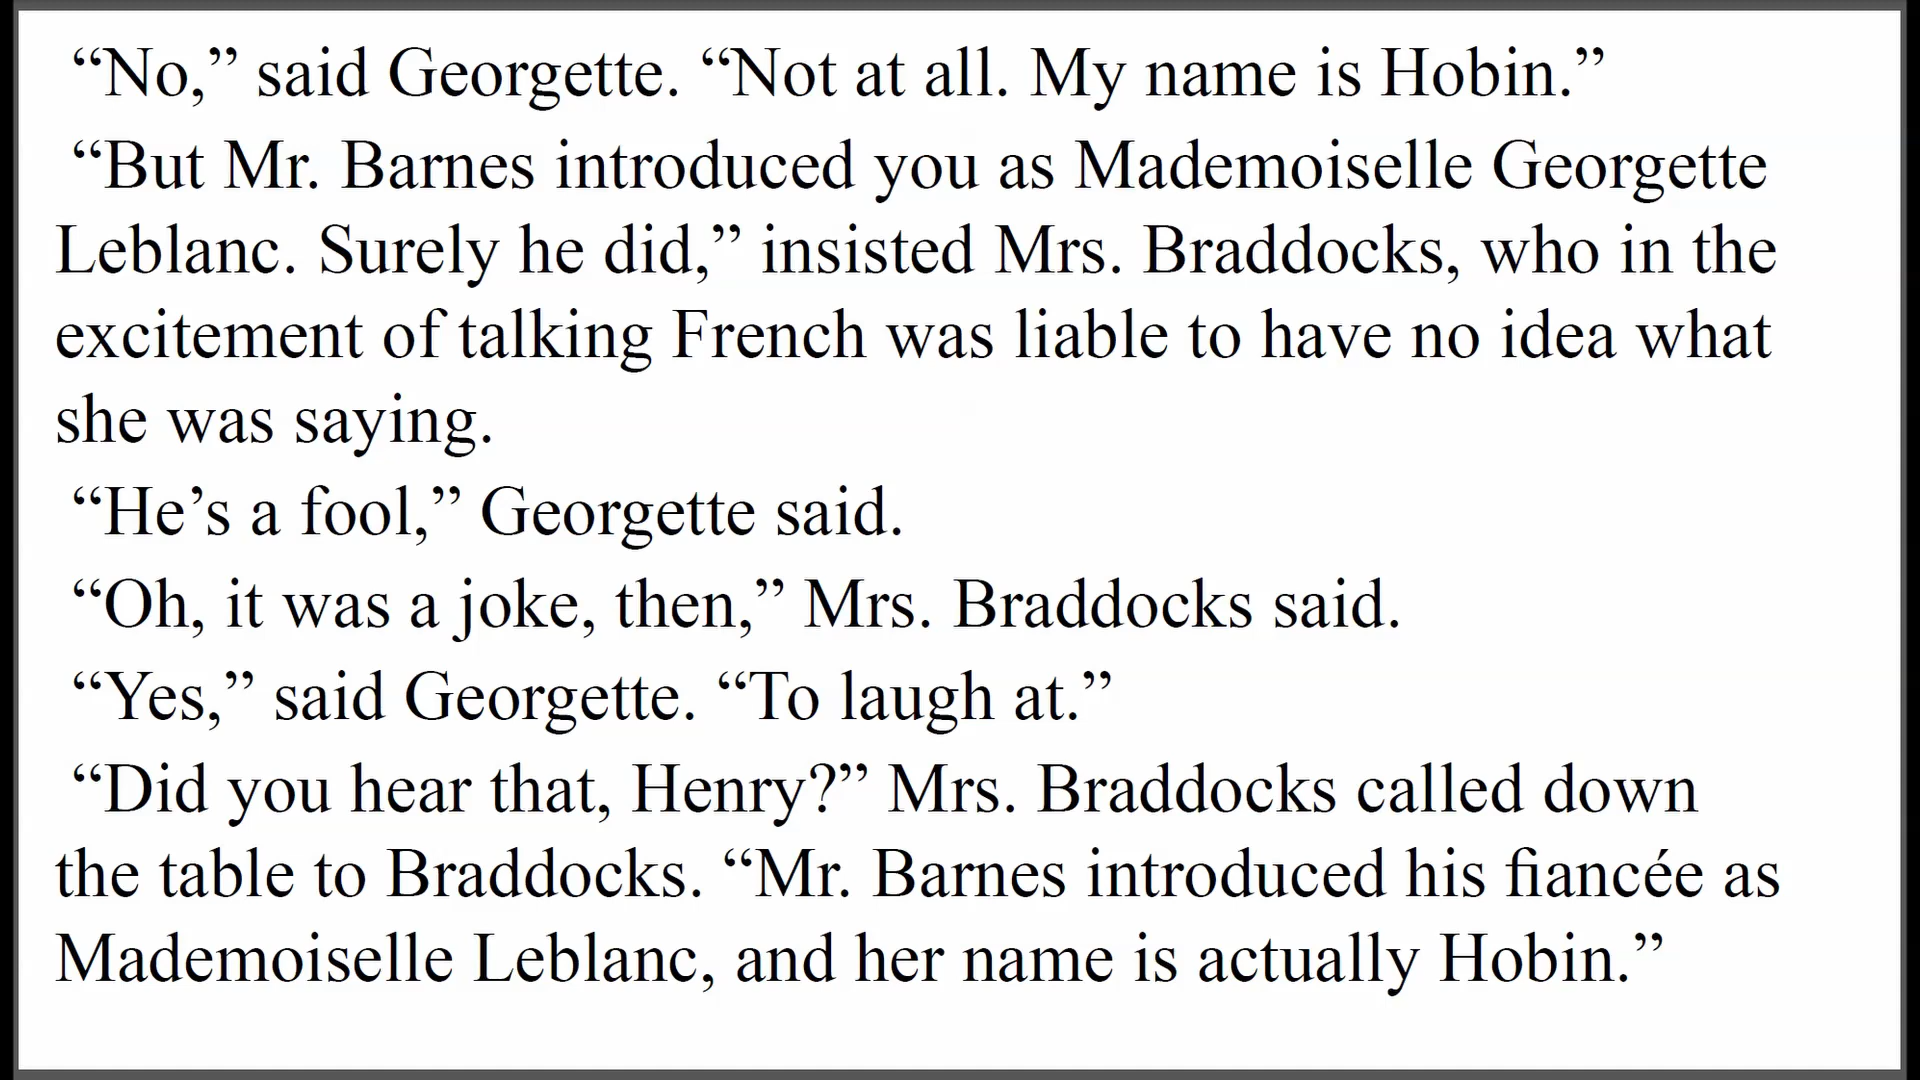 “No,” said Georgette. “Not at all. My name is Hobin.”
“But Mr. Barnes introduced you as Mademoiselle Georgette
Leblanc. Surely he did,” insisted Mrs. Braddocks, who in the
excitement of talking French was liable to have no idea what
she was saying.
“He’s a fool,” Georgette said.
“Oh, it was a joke, then,” Mrs. Braddocks said.
“Yes,” said Georgette. “To laugh at.”
“Did you hear that, Henry?” Mrs. Braddocks called down
the table to Braddocks. “Mr. Barnes introduced his fiancée as
Mademoiselle Leblanc, and her name is actually Hobin.”